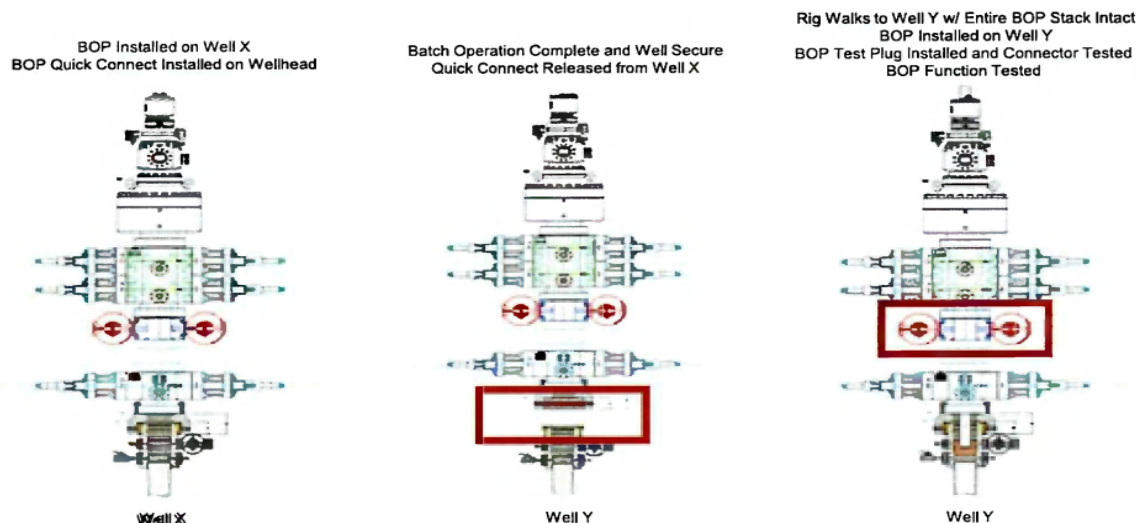 BOP Installed on Well X
BOP Quick Connect Installed on Wellhead
Batch Operation Complete and Well Secure
Quick Connect Released from Well X
Rig Walks to Well Y w/ Entire BOP Stack Intact
BOP Installed on Well Y
BOP Test Plug Installed and Connector Tested
BOP Function Tested
Well X
Well Y
Well Y